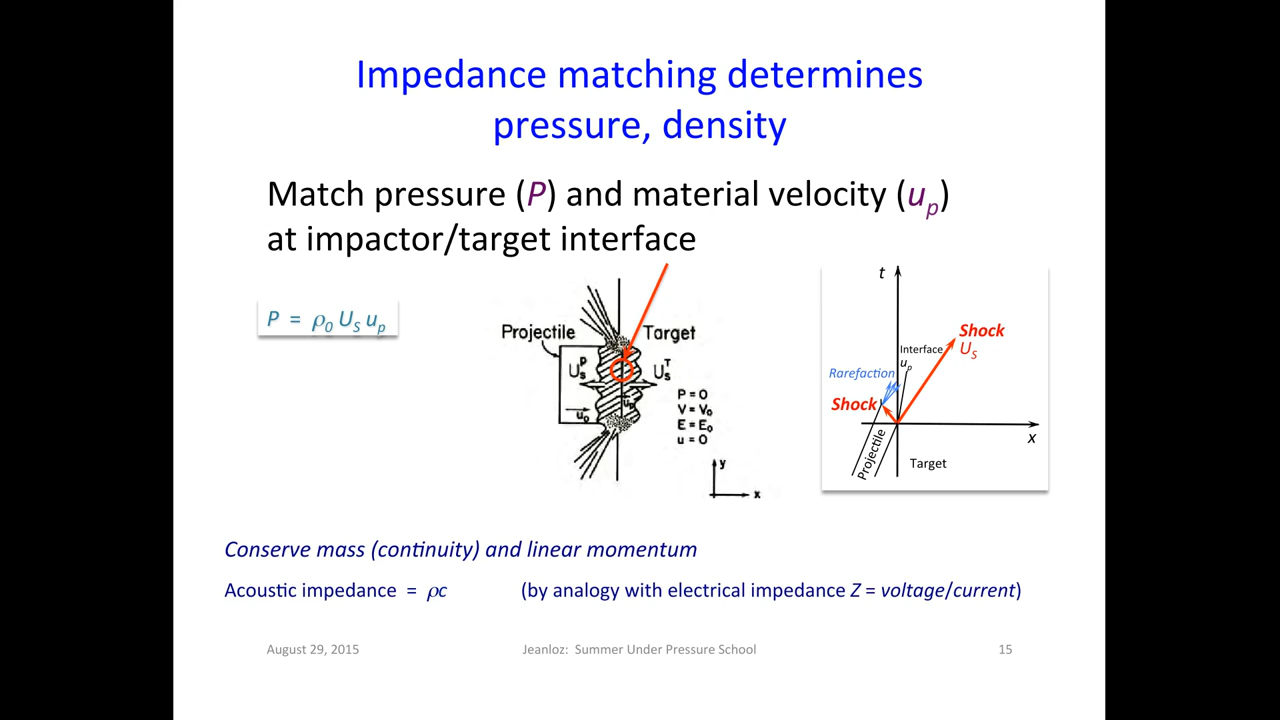 Impedance matching determines
pressure, density
Match pressure (P) and material velocity (u_p)
at impactor/target interface
P = ρ₀ U_S u_p
Projectile
Target
U_s^P
U_s^T
u_p
u_o
P = O
V = V_o
E = E_o
u = O
y
x
t
Shock
U_S
Interface
u_p
Rarefaction
Shock
x
Projectile
Target
Conserve mass (continuity) and linear momentum
Acoustic impedance = ρc (by analogy with electrical impedance Z = voltage/current)
August 29, 2015
Jeanloz: Summer Under Pressure School
15